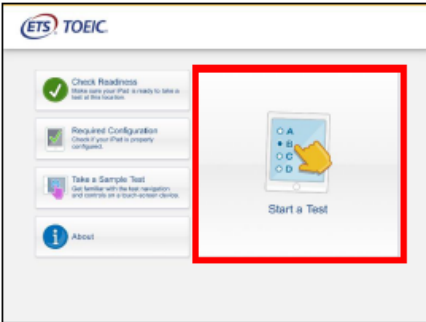 ETS TOEIC.
Check Readiness
Make sure your iPad is ready to take a
test at this location.
Required Configuration
Check if your iPad is properly
configured.
Take a Sample Test
Get familiar with the test navigation
and controls on a touch-screen device.
About
A
B
C
D
Start a Test